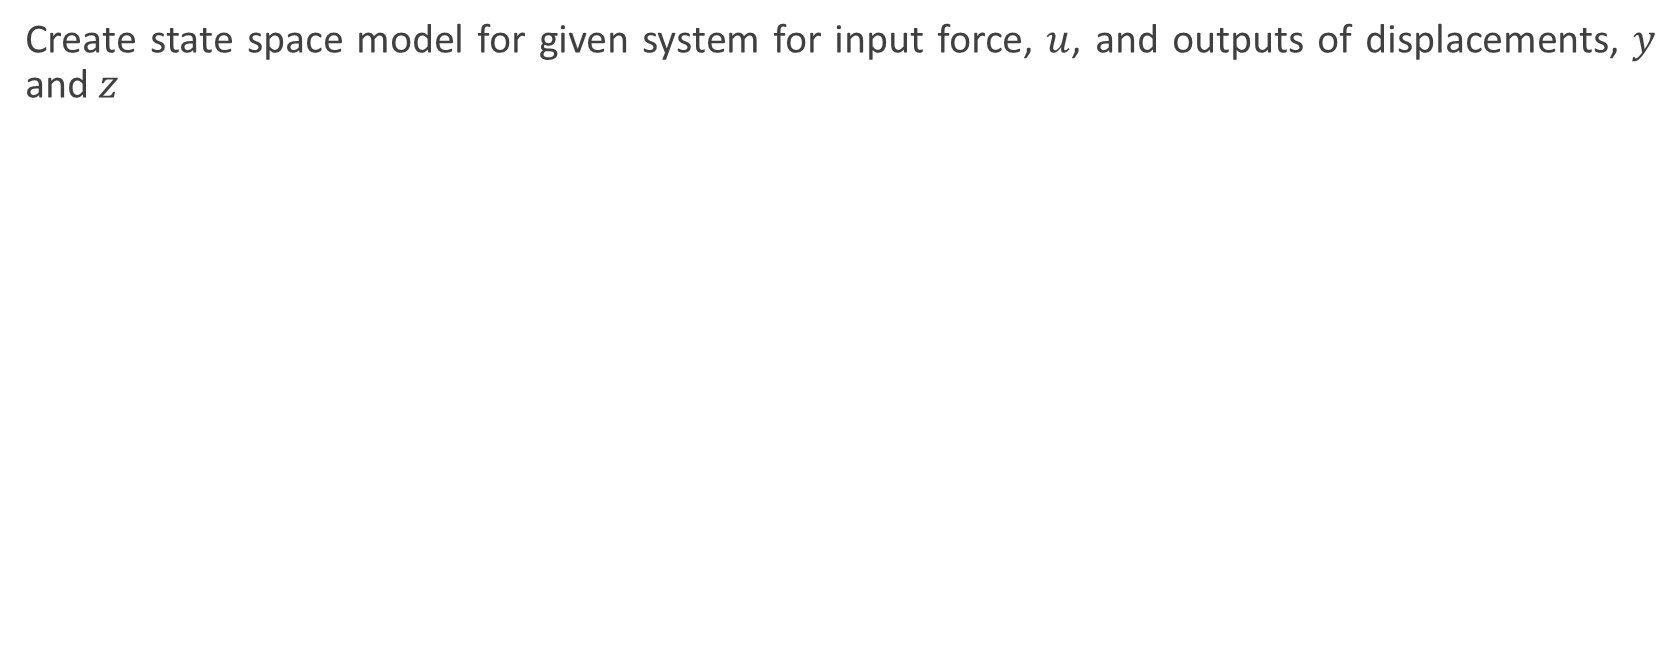 Create state space model for given system for input force, u, and outputs of displacements, y
and z